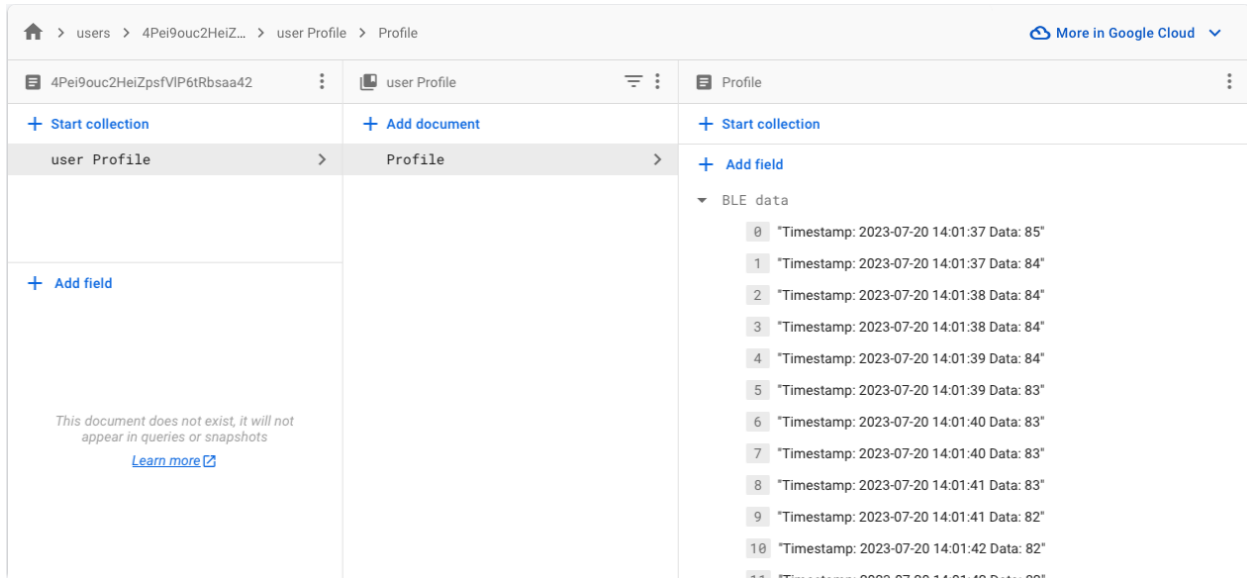 users > 4Pei9ouc2HeiZ... > user Profile > Profile
More in Google Cloud
4Pei9ouc2HeiZpsfVlP6tRbsaa42
user Profile
Profile
+ Start collection
+ Add document
+ Start collection
user Profile
Profile
+ Add field
BLE data
0 "Timestamp: 2023-07-20 14:01:37 Data: 85"
1 "Timestamp: 2023-07-20 14:01:37 Data: 84"
2 "Timestamp: 2023-07-20 14:01:38 Data: 84"
3 "Timestamp: 2023-07-20 14:01:38 Data: 84"
4 "Timestamp: 2023-07-20 14:01:39 Data: 84"
5 "Timestamp: 2023-07-20 14:01:39 Data: 83"
6 "Timestamp: 2023-07-20 14:01:40 Data: 83"
7 "Timestamp: 2023-07-20 14:01:40 Data: 83"
8 "Timestamp: 2023-07-20 14:01:41 Data: 83"
9 "Timestamp: 2023-07-20 14:01:41 Data: 82"
10 "Timestamp: 2023-07-20 14:01:42 Data: 82"
+ Add field
This document does not exist, it will not
appear in queries or snapshots
Learn more